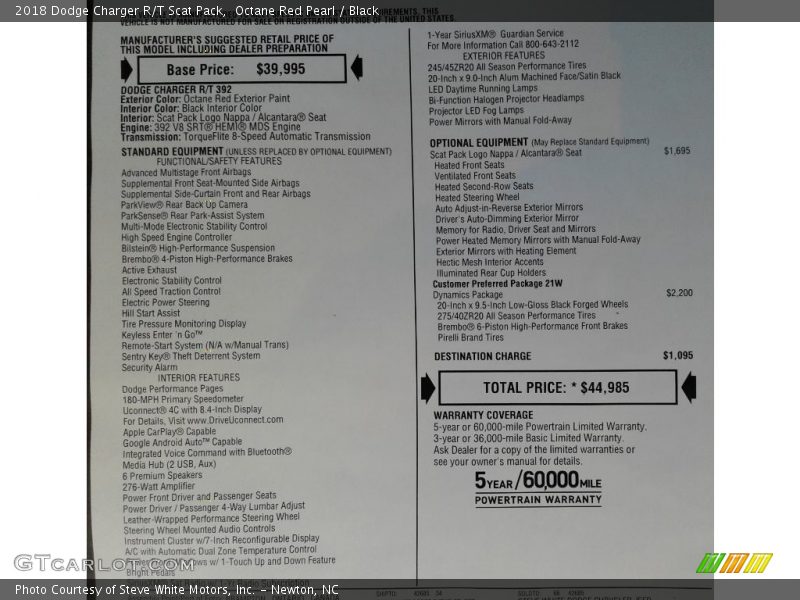 2018 Dodge Charger R/T Scat Pack, Octane Red Pearl / Black
VEHICLE IS NOT MANUFACTURED FOR SALE OR REGISTRATION OUTSIDE OF THE UNITED STATES.
MANUFACTURER'S SUGGESTED RETAIL PRICE OF
THIS MODEL INCLUDING DEALER PREPARATION
Base Price: $39,995
DODGE CHARGER R/T 392
Exterior Color: Octane Red Exterior Paint
Interior Color: Black Interior Color
Interior: Scat Pack Logo Nappa / Alcantara® Seat
Engine: 392 V8 SRT® HEMI® MDS Engine
Transmission: TorqueFlite 8-Speed Automatic Transmission
STANDARD EQUIPMENT (UNLESS REPLACED BY OPTIONAL EQUIPMENT)
FUNCTIONAL/SAFETY FEATURES
Advanced Multistage Front Airbags
Supplemental Front Seat-Mounted Side Airbags
Supplemental Side-Curtain Front and Rear Airbags
ParkView® Rear Back Up Camera
ParkSense® Rear Park-Assist System
Multi-Mode Electronic Stability Control
High Speed Engine Controller
Bilstein® High-Performance Suspension
Brembo® 4-Piston High-Performance Brakes
Active Exhaust
Electronic Stability Control
All Speed Traction Control
Electric Power Steering
Hill Start Assist
Tire Pressure Monitoring Display
Keyless Enter 'n Go™
Remote-Start System (N/A w/Manual Trans)
Sentry Key® Theft Deterrent System
Security Alarm
INTERIOR FEATURES
Dodge Performance Pages
180-MPH Primary Speedometer
Uconnect® 4C with 8.4-Inch Display
For Details, Visit www.DriveUconnect.com
Apple CarPlay® Capable
Google Android Auto™ Capable
Integrated Voice Command with Bluetooth®
Media Hub (2 USB, Aux)
6 Premium Speakers
276-Watt Amplifier
Power Front Driver and Passenger Seats
Power Driver / Passenger 4-Way Lumbar Adjust
Leather-Wrapped Performance Steering Wheel
Steering Wheel Mounted Audio Controls
Instrument Cluster w/7-Inch Reconfigurable Display
A/C with Automatic Dual Zone Temperature Control
w/ 1-Touch Up and Down Feature
Bright Pedals
1-Year SiriusXM® Guardian Service
For More Information Call 800-643-2112
EXTERIOR FEATURES
245/45ZR20 All Season Performance Tires
20-Inch x 9.0-Inch Alum Machined Face/Satin Black
LED Daytime Running Lamps
Bi-Function Halogen Projector Headlamps
Projector LED Fog Lamps
Power Mirrors with Manual Fold-Away
OPTIONAL EQUIPMENT (May Replace Standard Equipment)
Scat Pack Logo Nappa / Alcantara® Seat $1,695
Heated Front Seats
Ventilated Front Seats
Heated Second-Row Seats
Heated Steering Wheel
Auto Adjust-in-Reverse Exterior Mirrors
Driver's Auto-Dimming Exterior Mirror
Memory for Radio, Driver Seat and Mirrors
Power Heated Memory Mirrors with Manual Fold-Away
Exterior Mirrors with Heating Element
Hectic Mesh Interior Accents
Illuminated Rear Cup Holders
Customer Preferred Package 21W
Dynamics Package $2,200
20-Inch x 9.5-Inch Low-Gloss Black Forged Wheels
275/40ZR20 All Season Performance Tires
Brembo® 6-Piston High-Performance Front Brakes
Pirelli Brand Tires
DESTINATION CHARGE $1,095
TOTAL PRICE: * $44,985
WARRANTY COVERAGE
5-year or 60,000-mile Powertrain Limited Warranty.
3-year or 36,000-mile Basic Limited Warranty.
Ask Dealer for a copy of the limited warranties or
see your owner's manual for details.
5YEAR/60,000MILE
POWERTRAIN WARRANTY
GTcarlot.com
Photo Courtesy of Steve White Motors, Inc. – Newton, NC